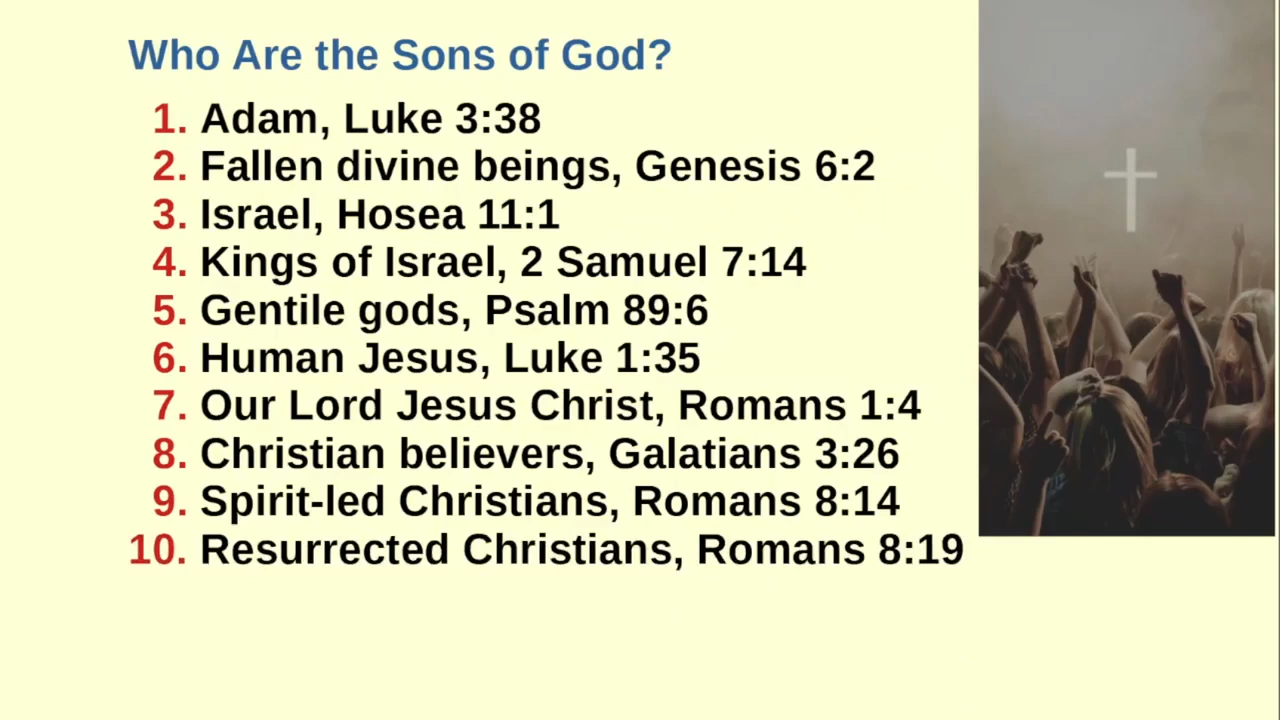 Who Are the Sons of God?
1. Adam, Luke 3:38
2. Fallen divine beings, Genesis 6:2
3. Israel, Hosea 11:1
4. Kings of Israel, 2 Samuel 7:14
5. Gentile gods, Psalm 89:6
6. Human Jesus, Luke 1:35
7. Our Lord Jesus Christ, Romans 1:4
8. Christian believers, Galatians 3:26
9. Spirit-led Christians, Romans 8:14
10. Resurrected Christians, Romans 8:19